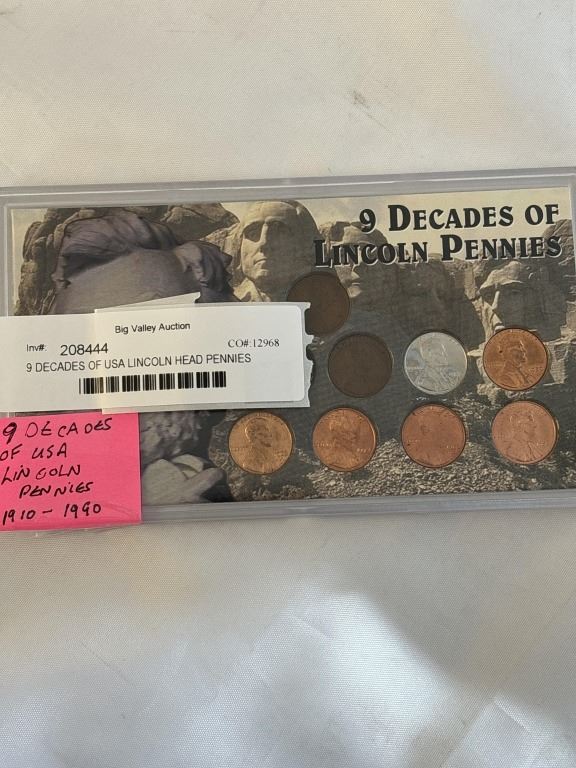 9 DECADES OF
LINCOLN PENNIES
Big Valley Auction
Inv#: 208444 CO#:12968
9 DECADES OF USA LINCOLN HEAD PENNIES
9 DECADES
OF USA
LINCOLN
PENNIES
1910 - 1990